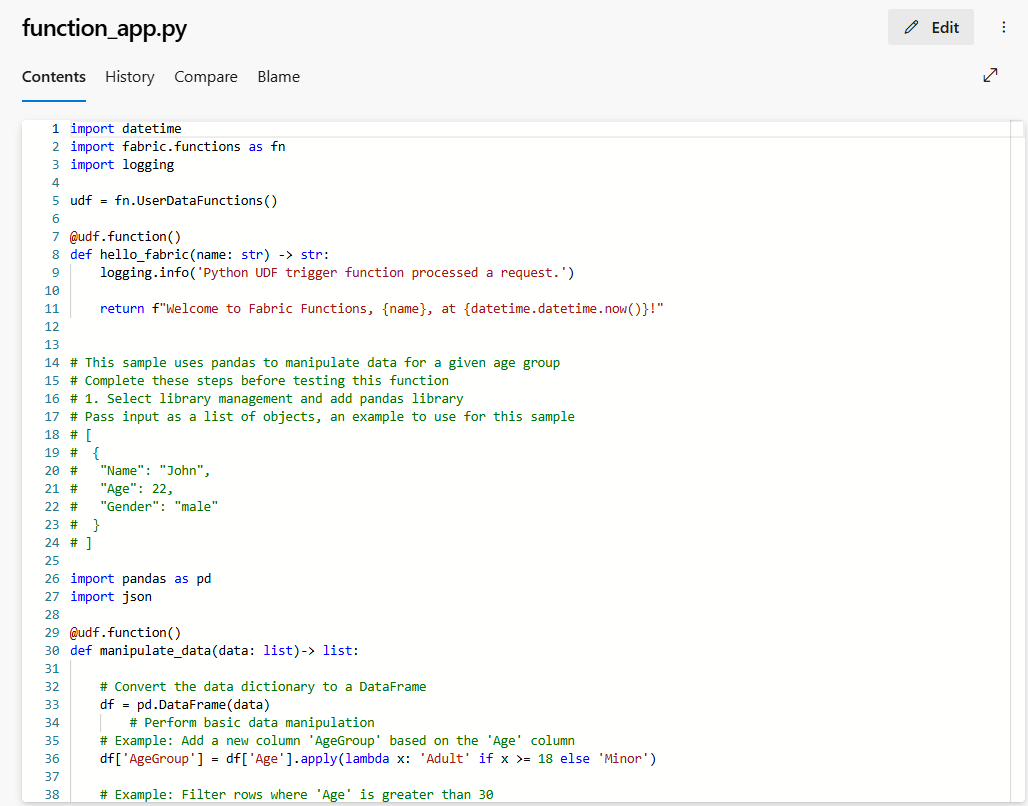 function_app.py
Edit
Contents History Compare Blame
1 import datetime
2 import fabric.functions as fn
3 import logging
4
5 udf = fn.UserDataFunctions()
6
7 @udf.function()
8 def hello_fabric(name: str) -> str:
9     logging.info('Python UDF trigger function processed a request.')
10
11     return f"Welcome to Fabric Functions, {name}, at {datetime.datetime.now()}!"
12
13
14 # This sample uses pandas to manipulate data for a given age group
15 # Complete these steps before testing this function
16 # 1. Select library management and add pandas library
17 # Pass input as a list of objects, an example to use for this sample
18 # [
19 #  {
20 #   "Name": "John",
21 #   "Age": 22,
22 #   "Gender": "male"
23 #  }
24 # ]
25
26 import pandas as pd
27 import json
28
29 @udf.function()
30 def manipulate_data(data: list)-> list:
31
32     # Convert the data dictionary to a DataFrame
33     df = pd.DataFrame(data)
34         # Perform basic data manipulation
35     # Example: Add a new column 'AgeGroup' based on the 'Age' column
36     df['AgeGroup'] = df['Age'].apply(lambda x: 'Adult' if x >= 18 else 'Minor')
37
38     # Example: Filter rows where 'Age' is greater than 30